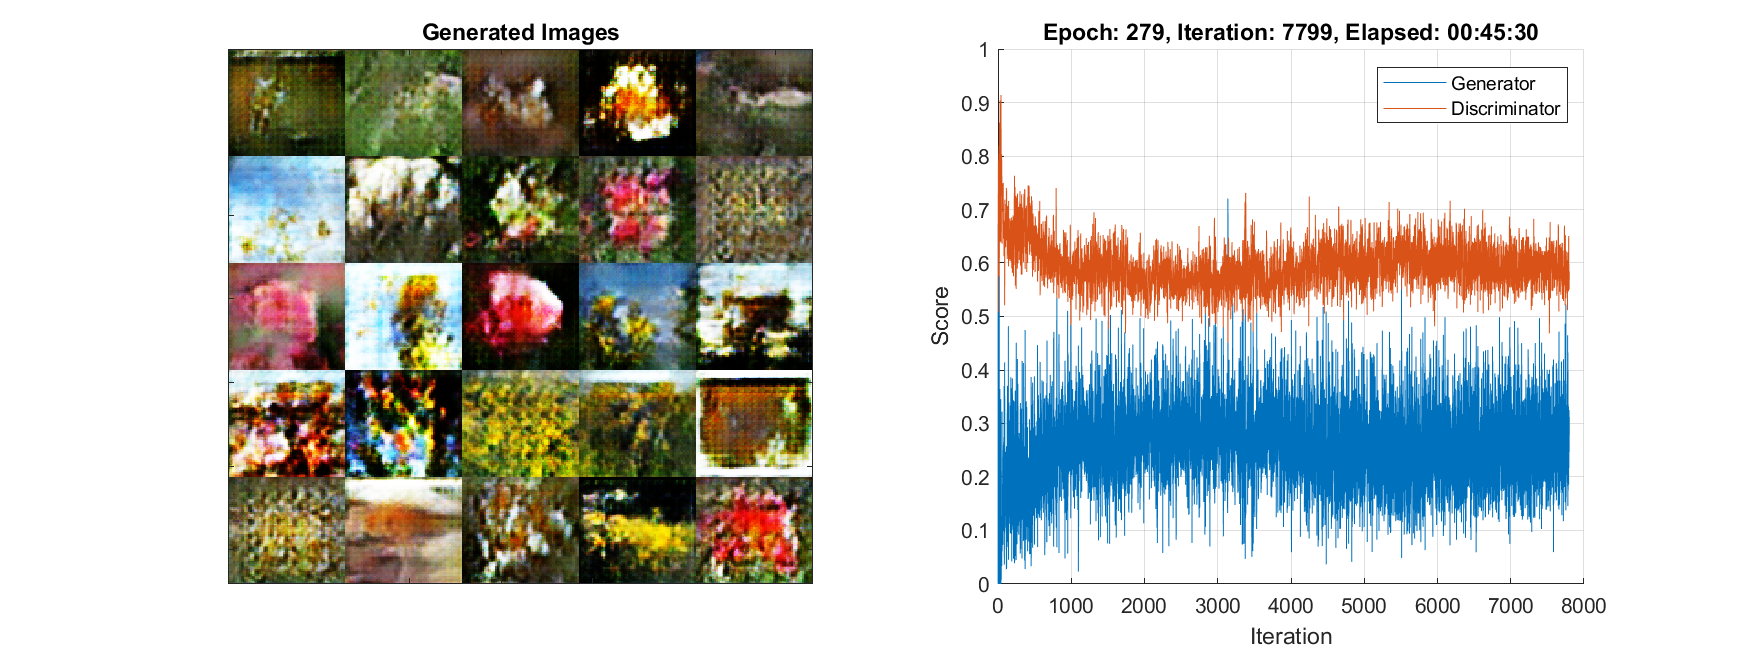 Generated Images
Epoch: 279, Iteration: 7799, Elapsed: 00:45:30
1
0.9
0.8
0.7
0.6
0.5
0.4
0.3
0.2
0.1
0
Score
Generator
Discriminator
0 1000 2000 3000 4000 5000 6000 7000 8000
Iteration